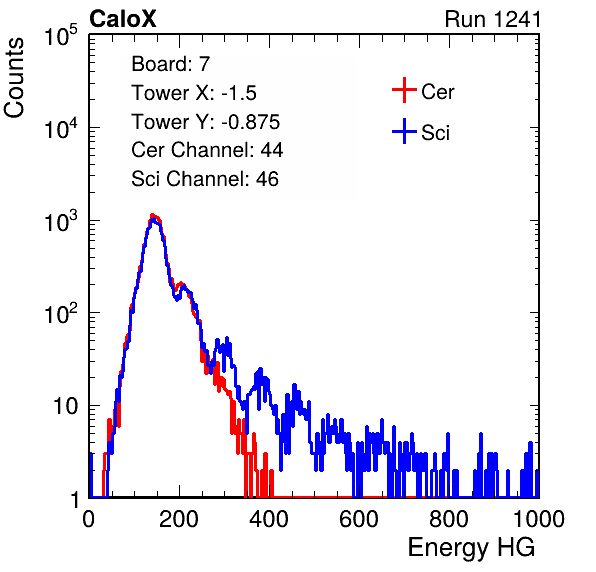 CaloX Run 1241
Counts
Board: 7
Tower X: -1.5
Tower Y: -0.875
Cer Channel: 44
Sci Channel: 46
Cer
Sci
10^5
10^4
10^3
10^2
10
1
0 200 400 600 800 1000
Energy HG